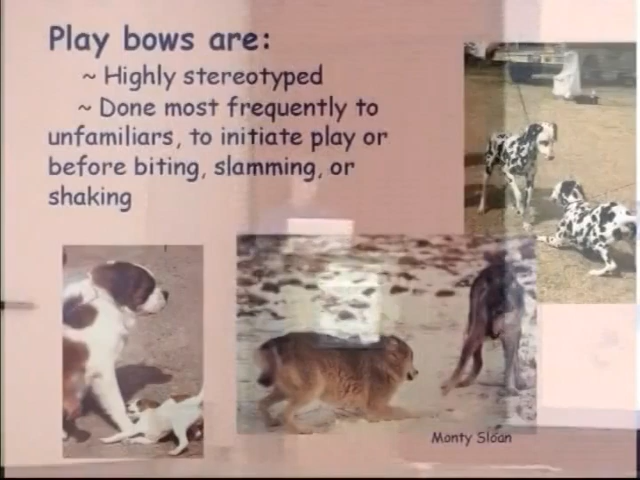 Play bows are:
~ Highly stereotyped
~ Done most frequently to
unfamiliars, to initiate play or
before biting, slamming, or
shaking
Monty Sloan